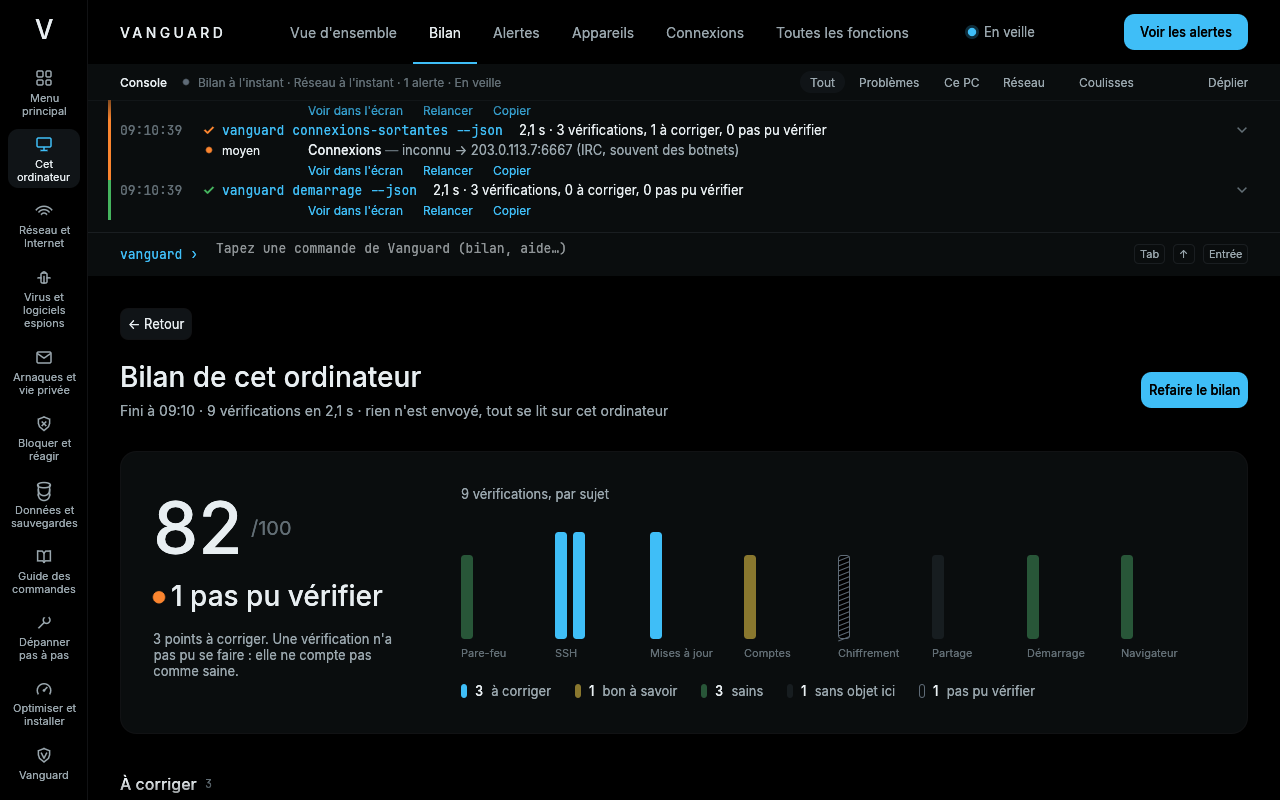 V
VANGUARD
Vue d'ensemble
Bilan
Alertes
Appareils
Connexions
Toutes les fonctions
En veille
Voir les alertes
Menu
principal
Cet
ordinateur
Réseau et
Internet
Virus et
logiciels
espions
Arnaques et
vie privée
Bloquer et
réagir
Données et
sauvegardes
Guide des
commandes
Dépanner
pas à pas
Optimiser et
installer
Vanguard
Console
Bilan à l'instant · Réseau à l'instant · 1 alerte · En veille
Tout
Problèmes
Ce PC
Réseau
Coulisses
Déplier
Voir dans l'écran Relancer Copier
09:10:39 vanguard connexions-sortantes --json 2,1 s · 3 vérifications, 1 à corriger, 0 pas pu vérifier
moyen Connexions — inconnu → 203.0.113.7:6667 (IRC, souvent des botnets)
Voir dans l'écran Relancer Copier
09:10:39 vanguard demarrage --json 2,1 s · 3 vérifications, 0 à corriger, 0 pas pu vérifier
Voir dans l'écran Relancer Copier
vanguard › Tapez une commande de Vanguard (bilan, aide…)
Tab ↑ Entrée
← Retour
Bilan de cet ordinateur
Fini à 09:10 · 9 vérifications en 2,1 s · rien n'est envoyé, tout se lit sur cet ordinateur
Refaire le bilan
82 /100
1 pas pu vérifier
3 points à corriger. Une vérification n'a
pas pu se faire : elle ne compte pas
comme saine.
9 vérifications, par sujet
Pare-feu SSH Mises à jour Comptes Chiffrement Partage Démarrage Navigateur
3 à corriger 1 bon à savoir 3 sains 1 sans objet ici 1 pas pu vérifier
À corriger 3